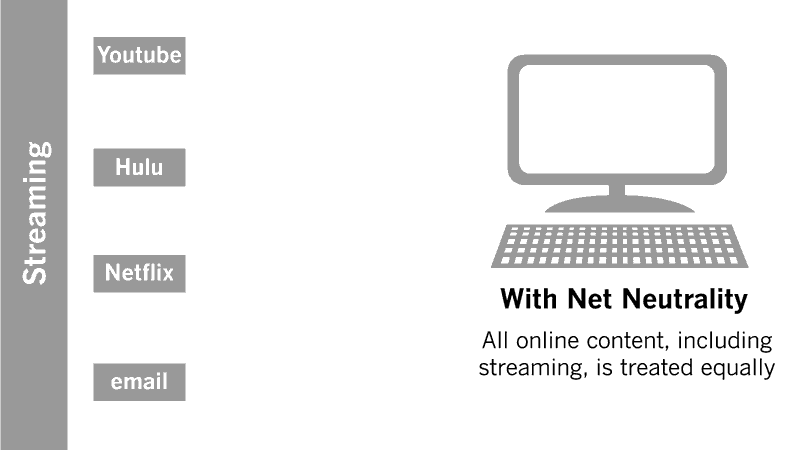 Streaming
Youtube
Hulu
Netflix
email
With Net Neutrality
All online content, including
streaming, is treated equally